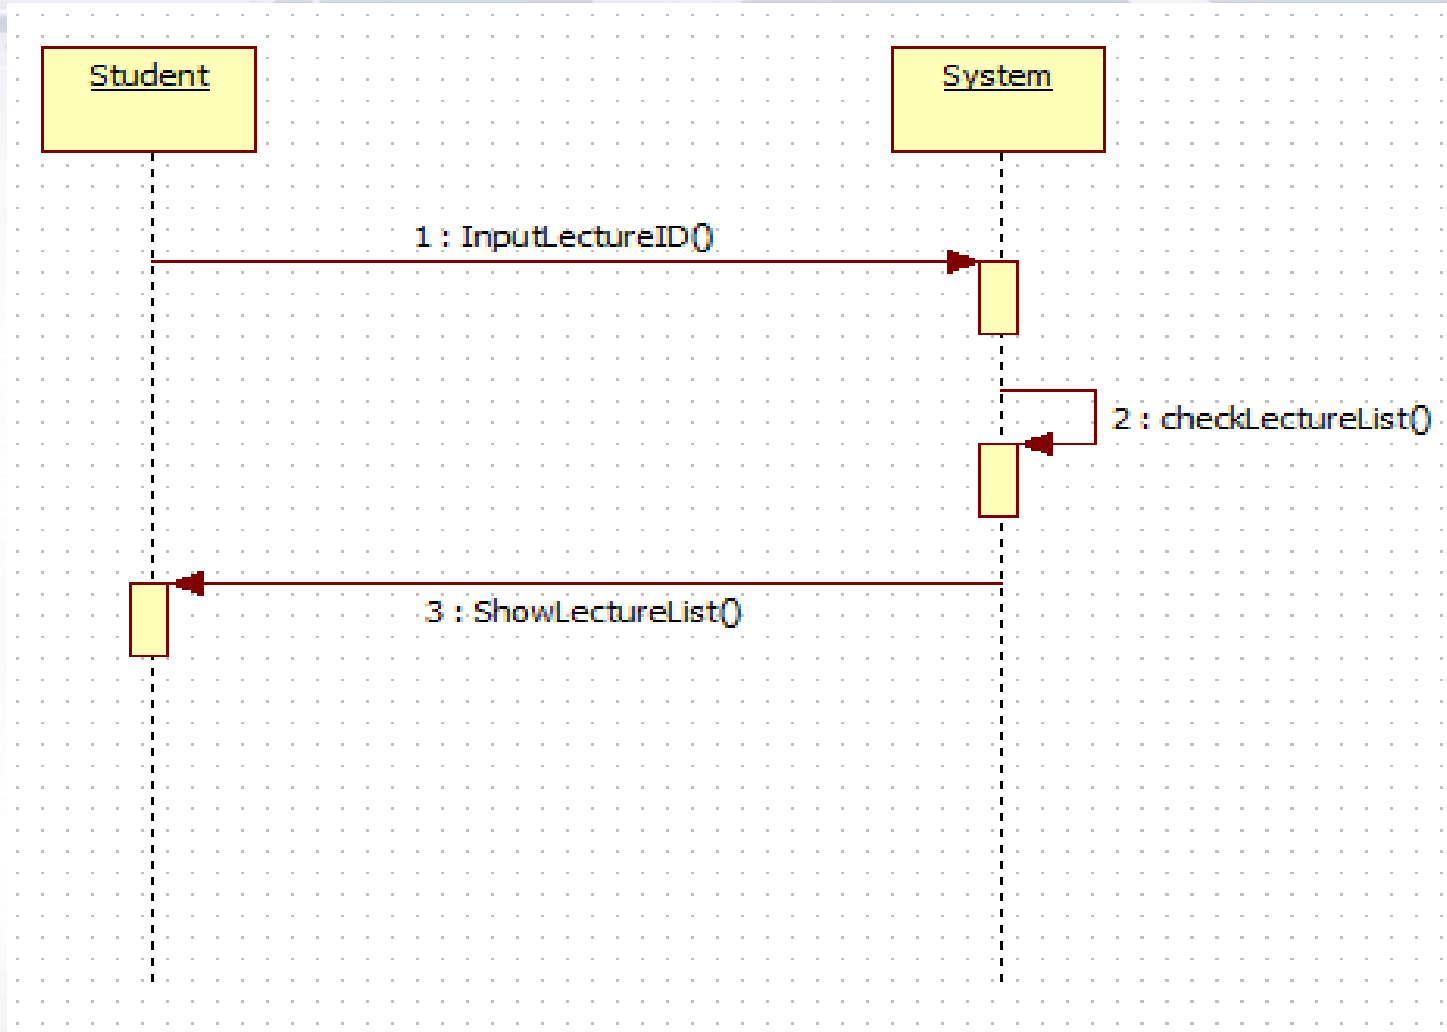 Student
System
1 : InputLectureID()
2 : checkLectureList()
3 : ShowLectureList()